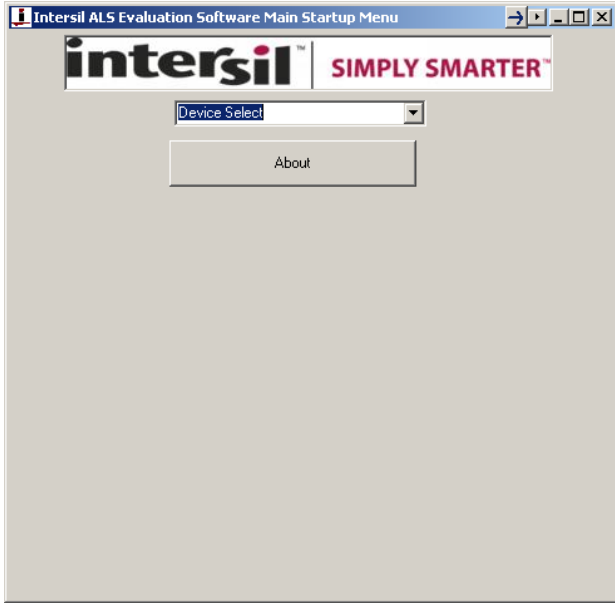 Intersil ALS Evaluation Software Main Startup Menu
intersil™ SIMPLY SMARTER™
Device Select
About